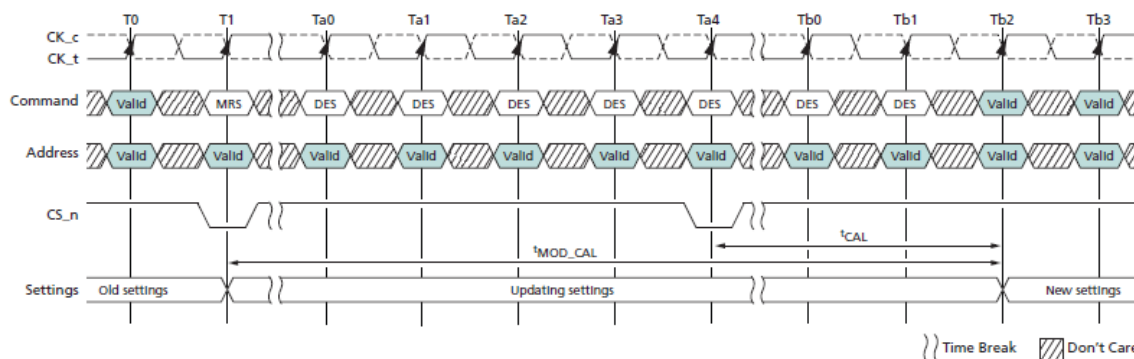 T0 T1 Ta0 Ta1 Ta2 Ta3 Ta4 Tb0 Tb1 Tb2 Tb3
CK_c
CK_t
Command Valid MRS DES DES DES DES DES DES DES Valid Valid
Address Valid Valid Valid Valid Valid Valid Valid Valid Valid Valid Valid
CS_n
tCAL
tMOD_CAL
Settings Old settings Updating settings New settings
Time Break Don't Care